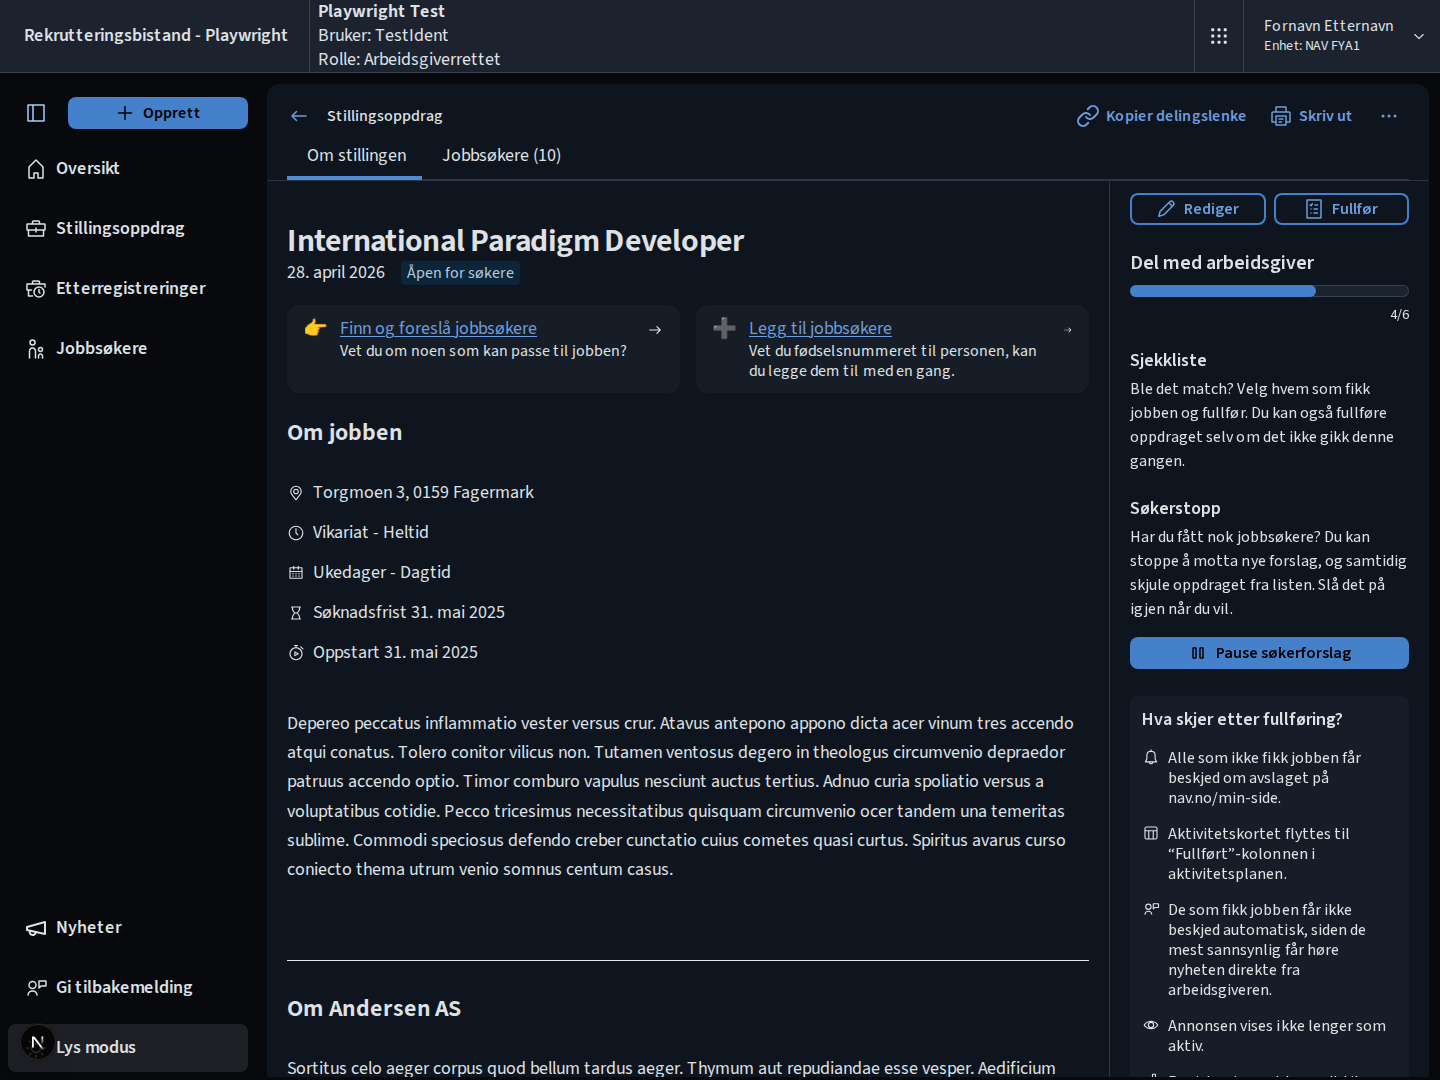 Rekrutteringsbistand - Playwright
Playwright Test
Bruker: TestIdent
Rolle: Arbeidsgiverrettet
Fornavn Etternavn
Enhet: NAV FYA1
Opprett
Oversikt
Stillingsoppdrag
Etterregistreringer
Jobbsøkere
Nyheter
Gi tilbakemelding
N
Lys modus
Stillingsoppdrag
Kopier delingslenke
Skriv ut
Om stillingen
Jobbsøkere (10)
International Paradigm Developer
28. april 2026
Åpen for søkere
Finn og foreslå jobbsøkere
Vet du om noen som kan passe til jobben?
Legg til jobbsøkere
Vet du fødselsnummeret til personen, kan
du legge dem til med en gang.
Om jobben
Torgmoen 3, 0159 Fagermark
Vikariat - Heltid
Ukedager - Dagtid
Søknadsfrist 31. mai 2025
Oppstart 31. mai 2025
Depereo peccatus inflammatio vester versus crur. Atavus antepono appono dicta acer vinum tres accendo
atqui conatus. Tolero conitor vilicus non. Tutamen ventosus degero in theologus circumvenio depraedor
patruus accendo optio. Timor comburo vapulus nesciunt auctus tertius. Adnuo curia spoliatio versus a
voluptatibus cotidie. Pecco tricesimus necessitatibus quisquam circumvenio ocer tandem una temeritas
sublime. Commodi speciosus defendo creber cunctatio cuius cometes quasi curtus. Spiritus avarus curso
coniecto thema utrum venio somnus centum casus.
Om Andersen AS
Sortitus celo aeger corpus quod bellum tardus aeger. Thymum aut repudiandae esse vesper. Aedificium
Rediger
Fullfør
Del med arbeidsgiver
4/6
Sjekkliste
Ble det match? Velg hvem som fikk
jobben og fullfør. Du kan også fullføre
oppdraget selv om det ikke gikk denne
gangen.
Søkerstopp
Har du fått nok jobbsøkere? Du kan
stoppe å motta nye forslag, og samtidig
skjule oppdraget fra listen. Slå det på
igjen når du vil.
Pause søkerforslag
Hva skjer etter fullføring?
Alle som ikke fikk jobben får
beskjed om avslaget på
nav.no/min-side.
Aktivitetskortet flyttes til
“Fullført”-kolonnen i
aktivitetsplanen.
De som fikk jobben får ikke
beskjed automatisk, siden de
mest sannsynlig får høre
nyheten direkte fra
arbeidsgiveren.
Annonsen vises ikke lenger som
aktiv.